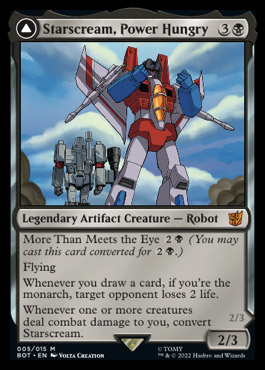 Starscream, Power Hungry 3
Legendary Artifact Creature — Robot
More Than Meets the Eye 2 (You may
cast this card converted for 2 .)
Flying
Whenever you draw a card, if you're the
monarch, target opponent loses 2 life.
Whenever one or more creatures
deal combat damage to you, convert
Starscream.
2/3
2/3
005/015 M
BOT • EN Volta Creation
©TOMY
™ & © 2022 Hasbro and Wizards